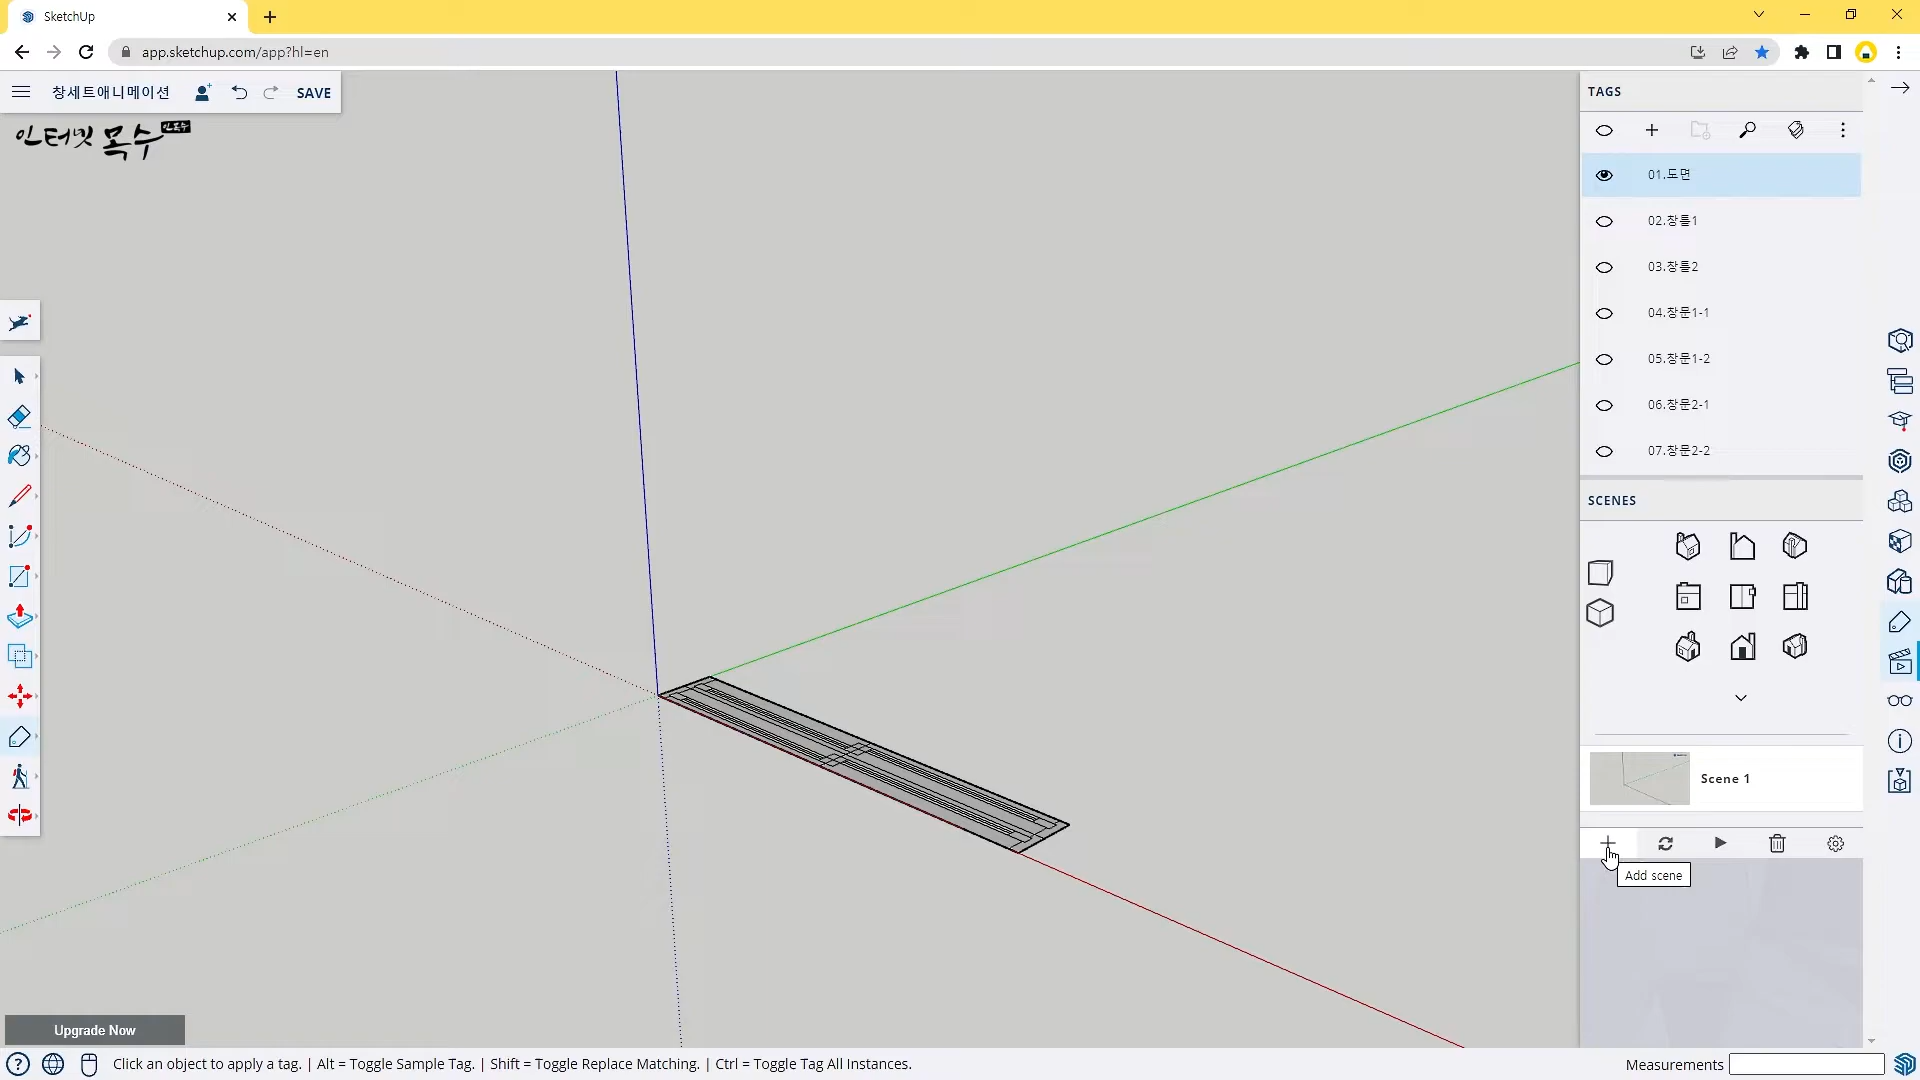 SketchUp
app.sketchup.com/app?hl=en
창세트애니메이션
SAVE
인터넷 목수
TAGS
01.도면
02.창틀1
03.창틀2
04.창문1-1
05.창문1-2
06.창문2-1
07.창문2-2
SCENES
Scene 1
Add scene
Upgrade Now
Click an object to apply a tag. | Alt = Toggle Sample Tag. | Shift = Toggle Replace Matching. | Ctrl = Toggle Tag All Instances.
Measurements